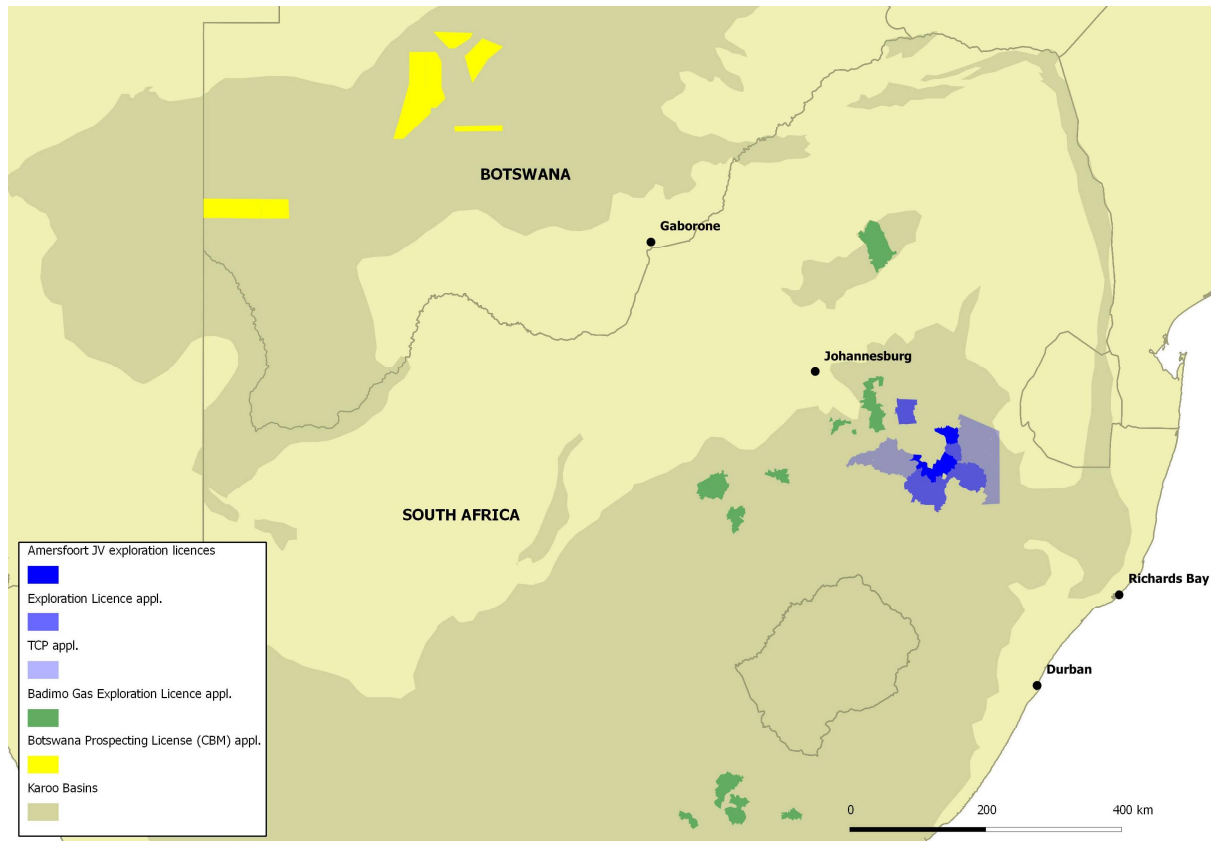 BOTSWANA
Gaborone
Johannesburg
SOUTH AFRICA
Richards Bay
Durban
Amersfoort JV exploration licences
Exploration Licence appl.
TCP appl.
Badimo Gas Exploration Licence appl.
Botswana Prospecting License (CBM) appl.
Karoo Basins
0 200 400 km